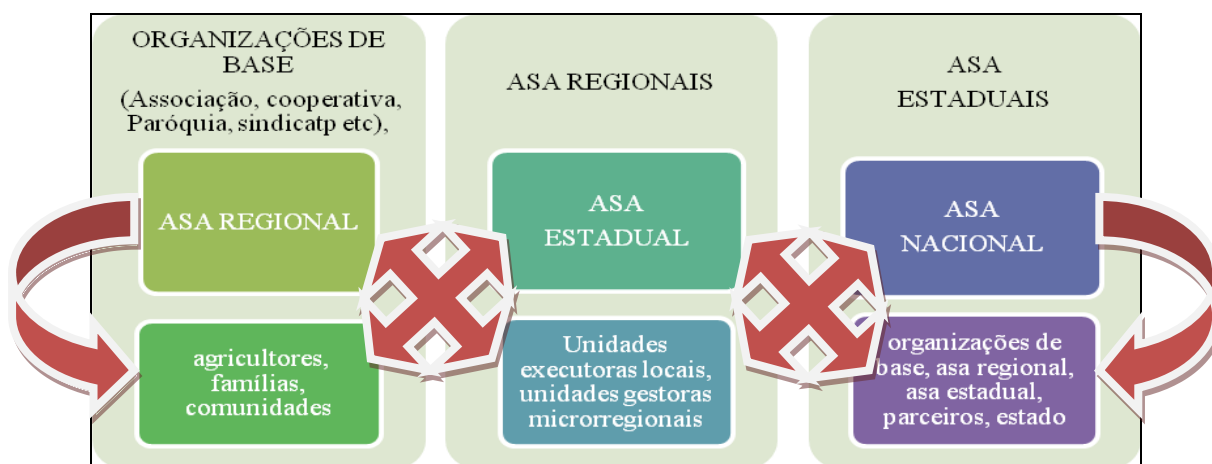 ORGANIZAÇÕES DE
BASE
(Associação, cooperativa,
Paróquia, sindicatp etc),
ASA REGIONAL
agricultores,
famílias,
comunidades
ASA REGIONAIS
ASA
ESTADUAL
Unidades
executoras locais,
unidades gestoras
microrregionais
ASA
ESTADUAIS
ASA
NACIONAL
organizações de
base, asa regional,
asa estadual,
parceiros, estado